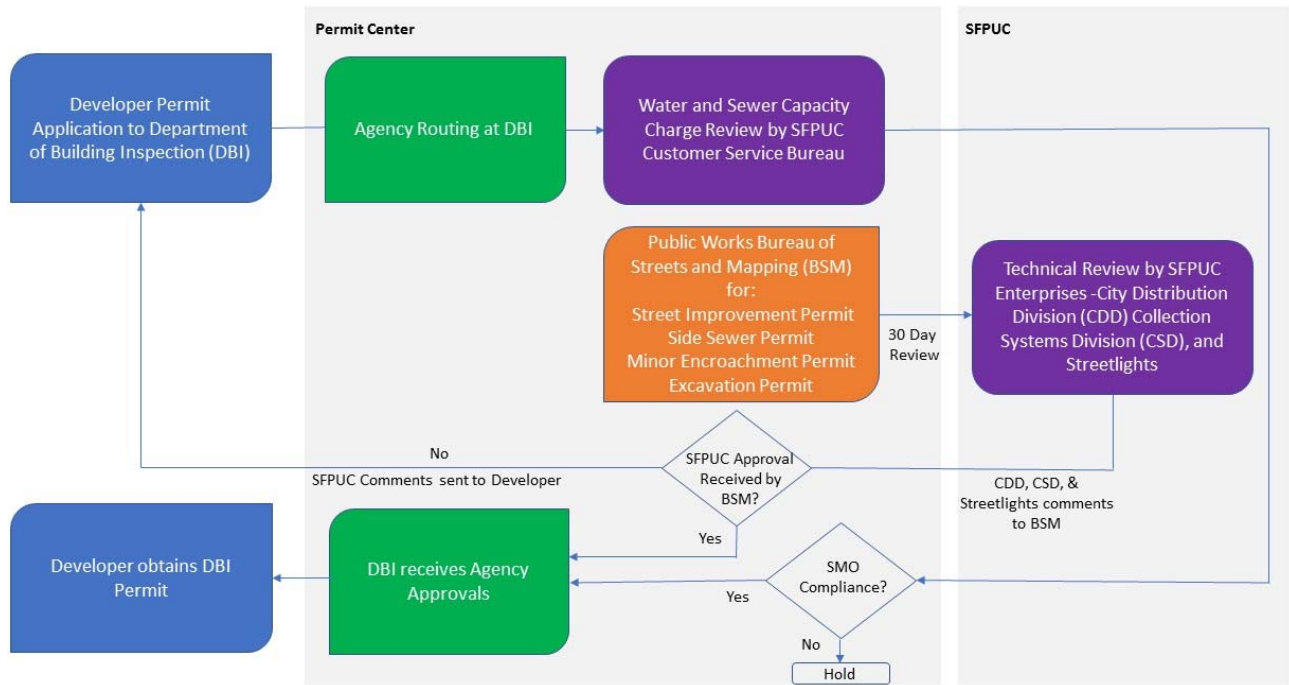 Permit Center
SFPUC
Developer Permit
Application to Department
of Building Inspection (DBI)
Agency Routing at DBI
Water and Sewer Capacity
Charge Review by SFPUC
Customer Service Bureau
Public Works Bureau of
Streets and Mapping (BSM)
for:
Street Improvement Permit
Side Sewer Permit
Minor Encroachment Permit
Excavation Permit
30 Day
Review
Technical Review by SFPUC
Enterprises -City Distribution
Division (CDD) Collection
Systems Division (CSD), and
Streetlights
No
SFPUC Comments sent to Developer
SFPUC Approval
Received by
BSM?
CDD, CSD, &
Streetlights comments
to BSM
Yes
Developer obtains DBI
Permit
DBI receives Agency
Approvals
Yes
SMO
Compliance?
No
Hold